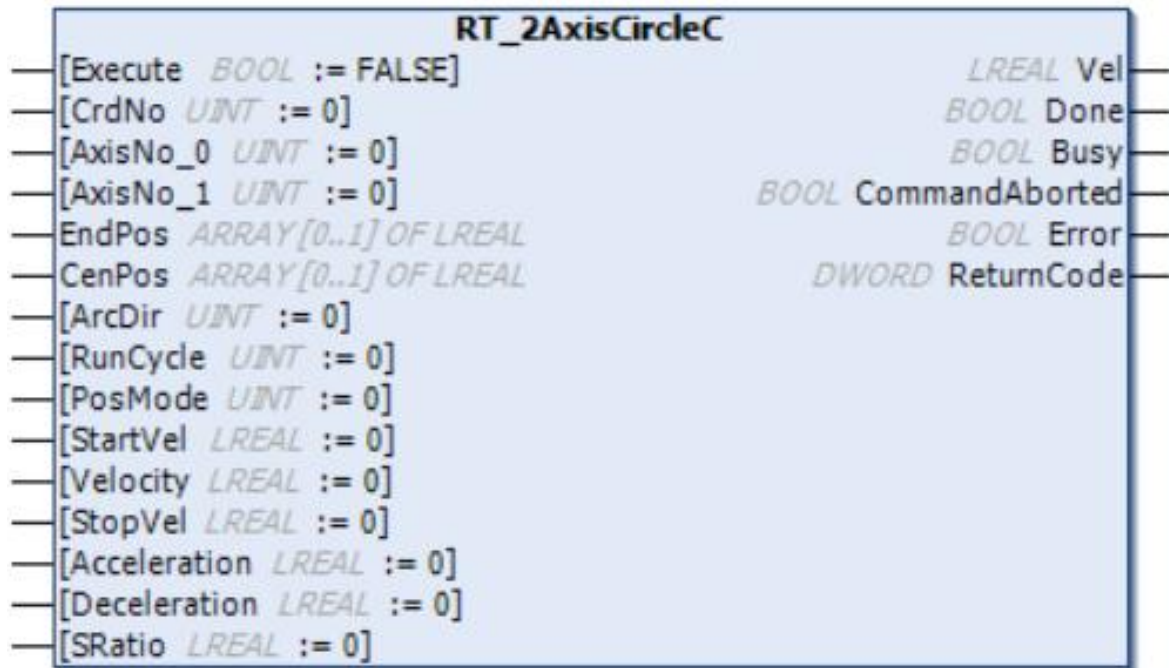 RT_2AxisCircleC
[Execute BOOL := FALSE]
LREAL Vel
[CrdNo UINT := 0]
BOOL Done
[AxisNo_0 UINT := 0]
BOOL Busy
[AxisNo_1 UINT := 0]
BOOL CommandAborted
EndPos ARRAY[0..1] OF LREAL
BOOL Error
CenPos ARRAY[0..1] OF LREAL
DWORD ReturnCode
[ArcDir UINT := 0]
[RunCycle UINT := 0]
[PosMode UINT := 0]
[StartVel LREAL := 0]
[Velocity LREAL := 0]
[StopVel LREAL := 0]
[Acceleration LREAL := 0]
[Deceleration LREAL := 0]
[SRatio LREAL := 0]